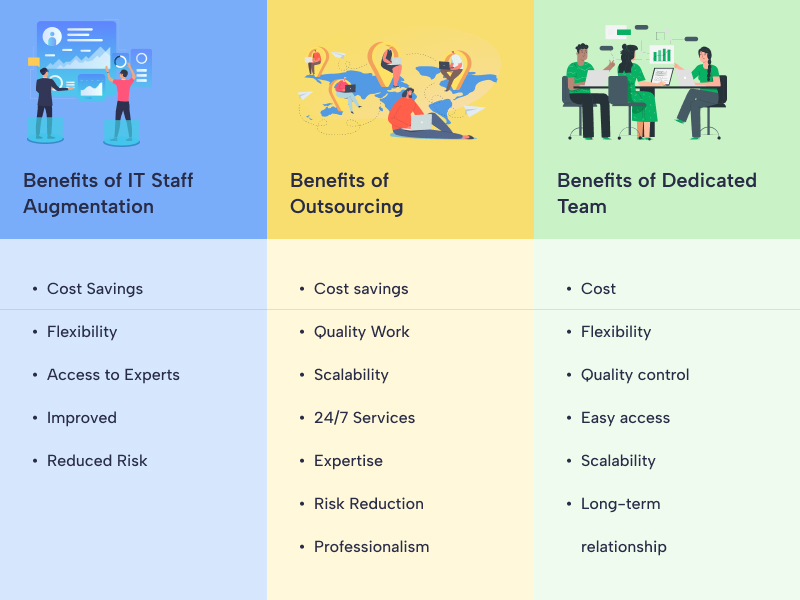 Benefits of IT Staff
Augmentation
• Cost Savings
• Flexibility
• Access to Experts
• Improved
• Reduced Risk
Benefits of
Outsourcing
• Cost savings
• Quality Work
• Scalability
• 24/7 Services
• Expertise
• Risk Reduction
• Professionalism
Benefits of Dedicated
Team
• Cost
• Flexibility
• Quality control
• Easy access
• Scalability
• Long-term
relationship